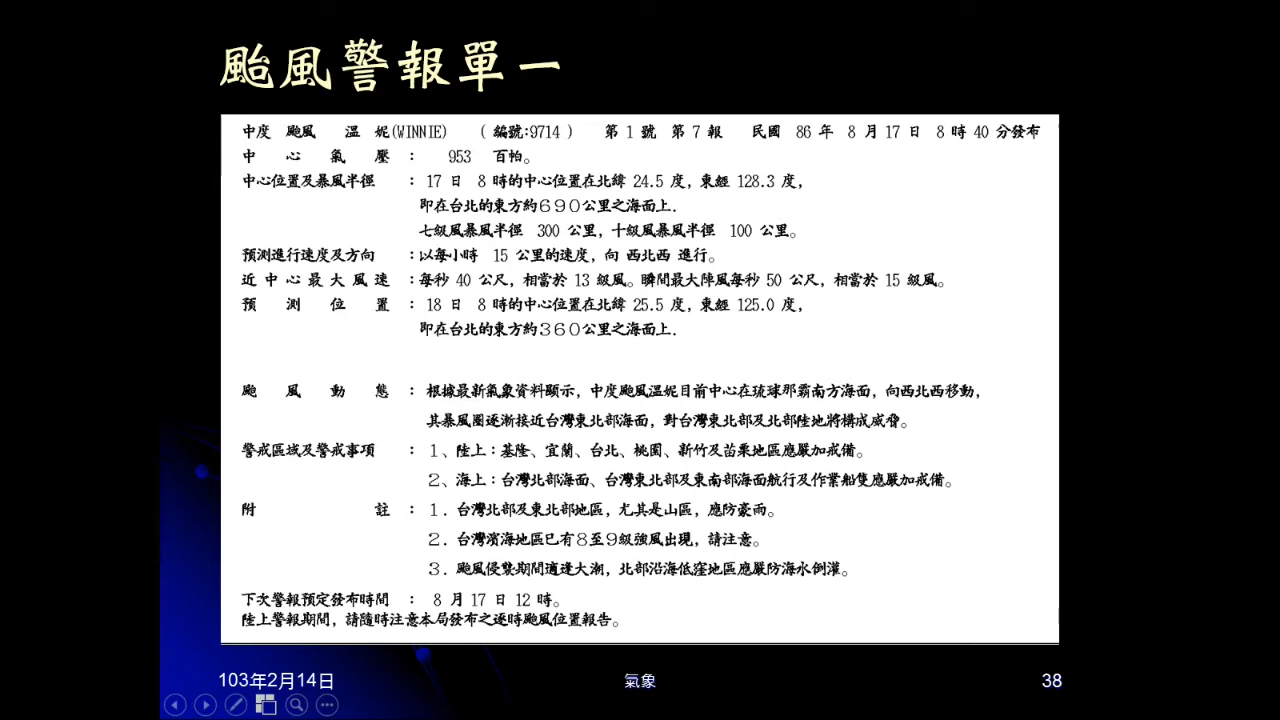 颱風警報單一
中度 颱風 溫 妮(WINNIE) ( 編號:9714 ) 第 1 號 第 7 報 民國 86 年 8 月 17 日 8 時 40 分發布
中 心 氣 壓 : 953 百帕。
中心位置及暴風半徑 : 17 日 8 時的中心位置在北緯 24.5 度, 東經 128.3 度,
即在台北的東方約690公里之海面上.
七級風暴風半徑 300 公里, 十級風暴風半徑 100 公里。
預測進行速度及方向 :以每小時 15 公里的速度, 向 西北西 進行。
近 中 心 最 大 風 速 :每秒 40 公尺, 相當於 13 級風。瞬間最大陣風每秒 50 公尺, 相當於 15 級風。
預 測 位 置 : 18 日 8 時的中心位置在北緯 25.5 度, 東經 125.0 度,
即在台北的東方約360公里之海面上.
颱 風 動 態 : 根據最新氣象資料顯示, 中度颱風溫妮目前中心在琉球那霸南方海面, 向西北西移動,
其暴風圈逐漸接近台灣東北部海面, 對台灣東北部及北部陸地將構成威脅。
警戒區域及警戒事項 : 1、陸上:基隆、宜蘭、台北、桃園、新竹及苗栗地區應嚴加戒備。
2、海上:台灣北部海面、台灣東北部及東南部海面航行及作業船隻應嚴加戒備。
附 註 : 1. 台灣北部及東北部地區, 尤其是山區, 應防豪雨。
2. 台灣濱海地區已有8至9級強風出現, 請注意。
3. 颱風侵襲期間適逢大潮, 北部沿海低窪地區應嚴防海水倒灌。
下次警報預定發布時間 : 8 月 17 日 12 時。
陸上警報期間, 請隨時注意本局發布之逐時颱風位置報告。
103年2月14日 氣象 38